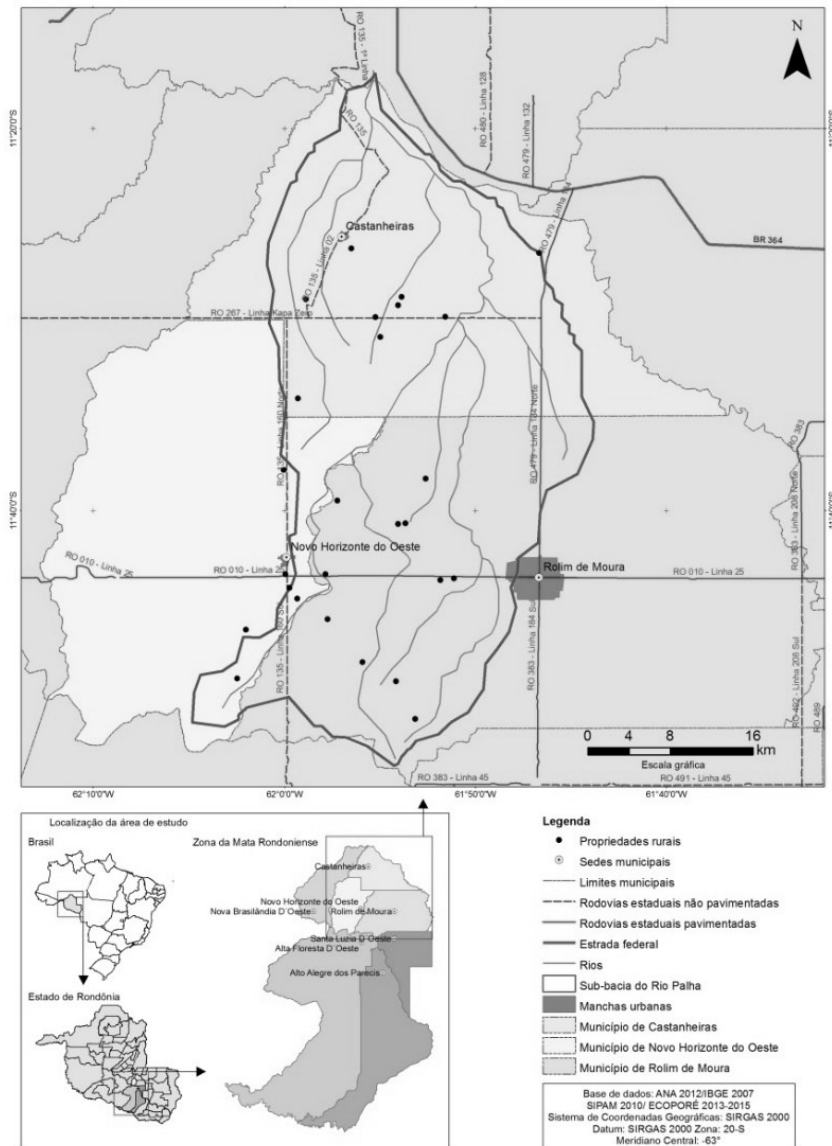 N
RO 135 - 1ª Linha
RO 480 - Linha 128
RO 479 - Linha 132
11°20'0"S
RO 135
Castanheiras
RO 479 - Linha 184
BR 364
RO 135 - Linha 02
RO 267 - Linha Kapa Zero
RO 135 - Linha 160 Norte
RO 479 - Linha 184 Norte
RO 383
11°40'0"S
11°40'0"S
RO 383 - Linha 208 Norte
Novo Horizonte do Oeste
RO 010 - Linha 25
RO 010 - Linha 25
Rolim de Moura
RO 010 - Linha 25
RO 135 - Linha 160 Sul
RO 383 - Linha 184 Sul
RO 492 - Linha 208 Sul
RO 489
0 4 8 16
km
Escala gráfica
RO 383 - Linha 45
RO 491 - Linha 45
62°10'0"W
62°0'0"W
61°50'0"W
61°40'0"W
Localização da área de estudo
Brasil
Zona da Mata Rondoniense
Castanheiras
Novo Horizonte do Oeste
Nova Brasilândia D`Oeste
Rolim de Moura
Santa Luzia D`Oeste
Alta Floresta D`Oeste
Alto Alegre dos Parecis
Estado de Rondônia
Legenda
Propriedades rurais
Sedes municipais
Limites municipais
Rodovias estaduais não pavimentadas
Rodovias estaduais pavimentadas
Estrada federal
Rios
Sub-bacia do Rio Palha
Manchas urbanas
Município de Castanheiras
Município de Novo Horizonte do Oeste
Município de Rolim de Moura
Base de dados: ANA 2012/IBGE 2007
SIPAM 2010/ ECOPORÉ 2013-2015
Sistema de Coordenadas Geográficas: SIRGAS 2000
Datum: SIRGAS 2000 Zona: 20-S
Meridiano Central: -63°